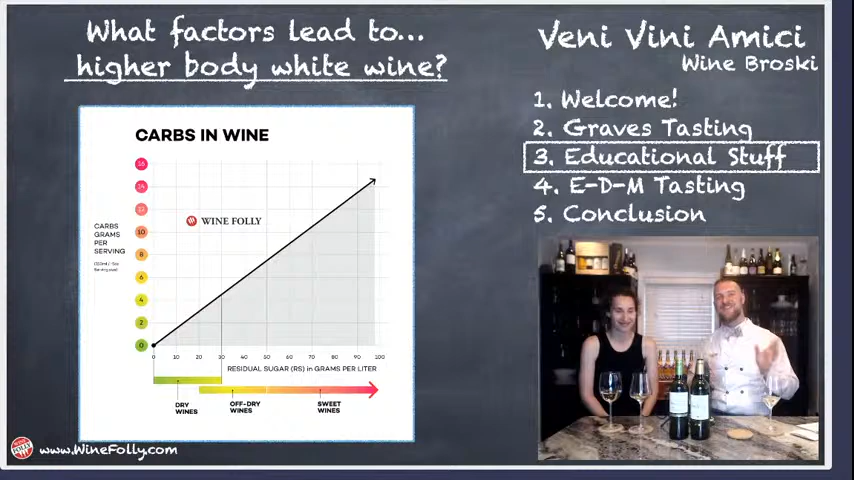 What factors lead to...
higher body white wine?
CARBS IN WINE
16
14
12
10
8
6
4
2
0
CARBS
GRAMS
PER
SERVING
WINE FOLLY
0 10 20 30 40 50 60 70 80 90 100
RESIDUAL SUGAR (RS) in GRAMS PER LITER
DRY
WINES
OFF-DRY
WINES
SWEET
WINES
www.WineFolly.com
Veni Vini Amici
Wine Broski
1. Welcome!
2. Graves Tasting
3. Educational Stuff
4. E-D-M Tasting
5. Conclusion